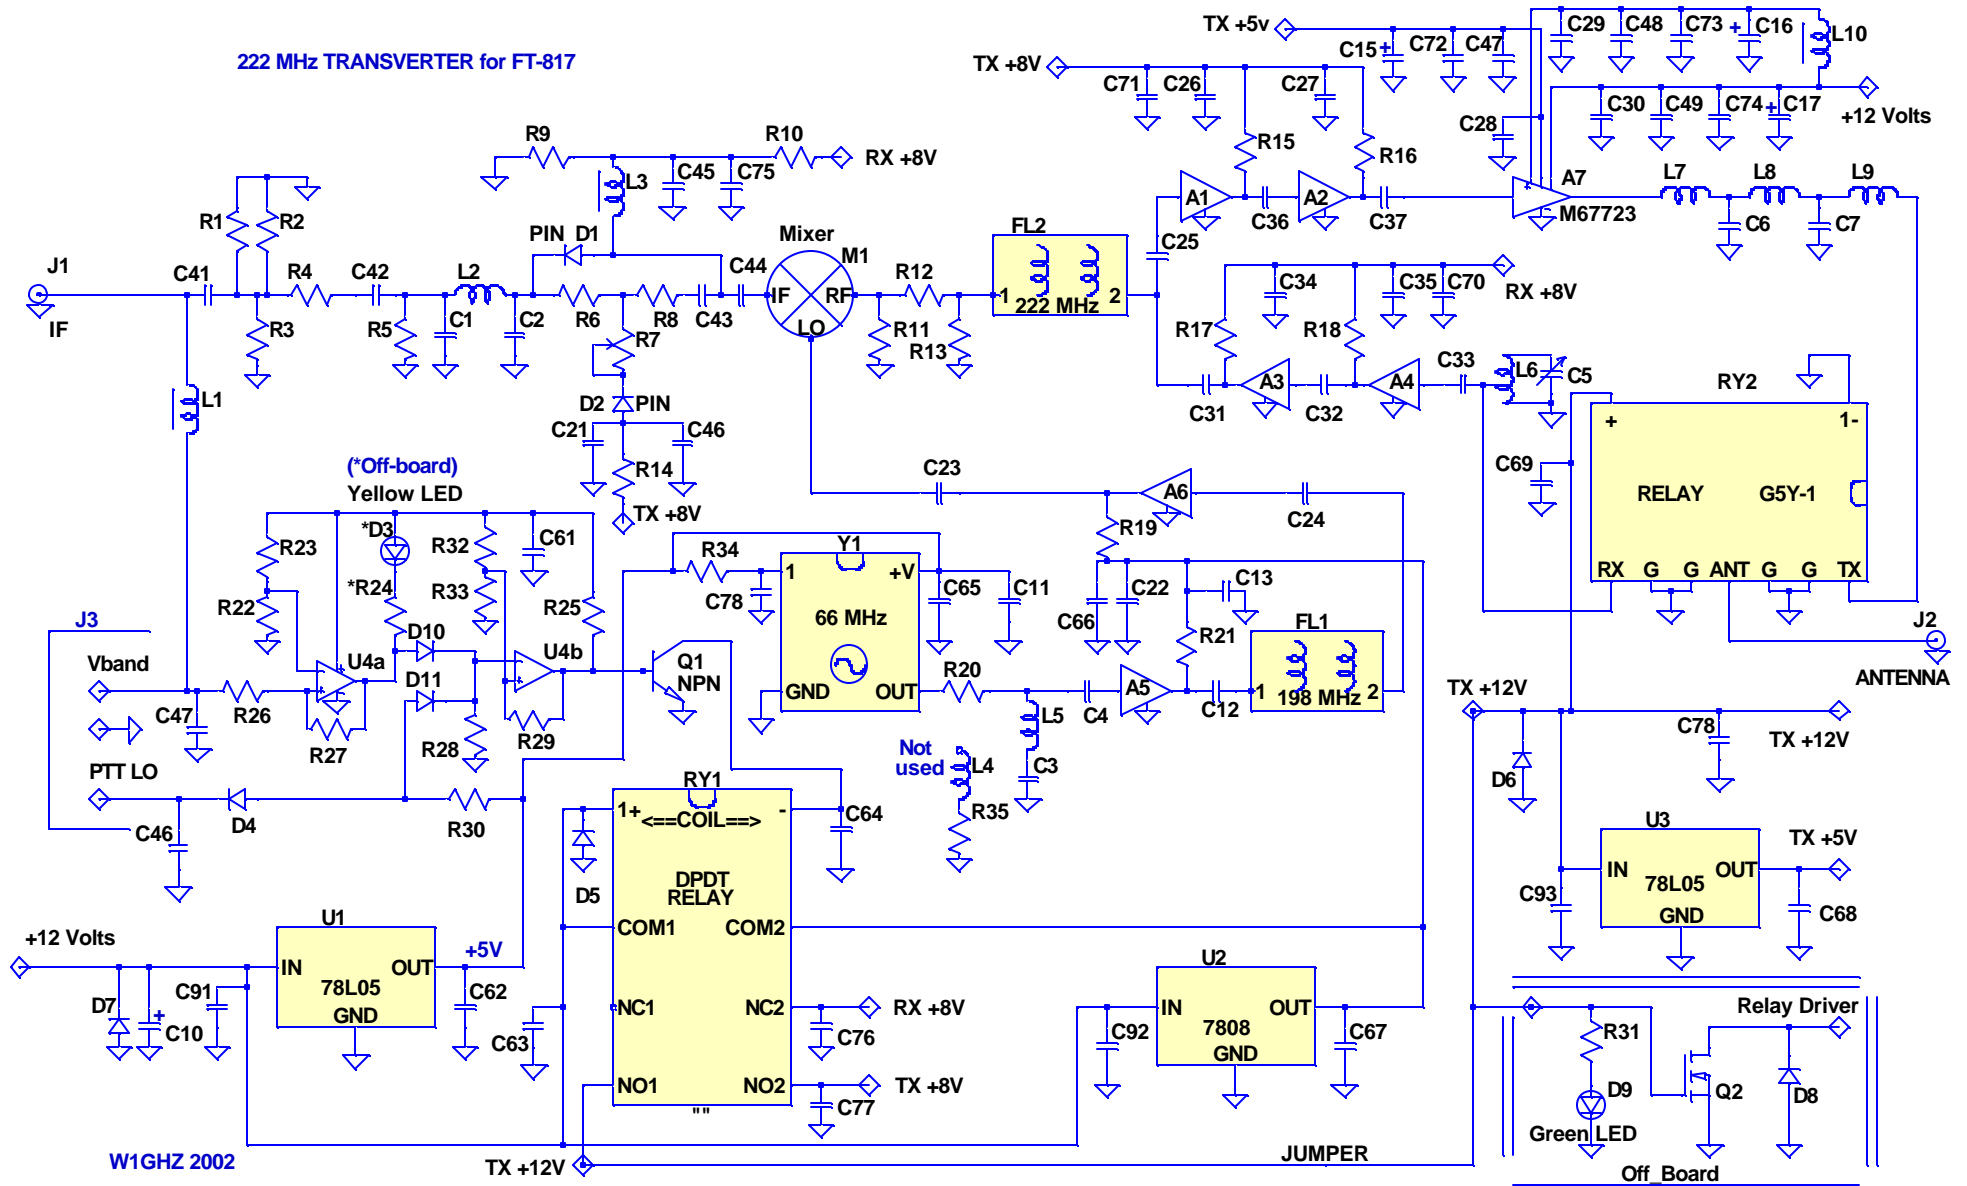 222 MHz TRANSVERTER for FT-817
TX +5v
C15 +
C72
C47
C29
C48
C73
+ C16
L10
TX +8V
C71
C26
C27
R15
R16
C28
C30
C49
C74 + C17
+12 Volts
R9
R10
RX +8V
L3
C45
C75
R1
R2
PIN D1
Mixer
M1
FL2
A1
C36
A2
C37
A7
M67723
L7
L8
L9
C6
C7
C25
J1
IF
C41
R4
C42
L2
R6
R8
C43
C44
IF
RF
LO
R12
1
2
222 MHz
R3
R5
C1
C2
R7
R11
R13
C34
C35
C70
RX +8V
R17
R18
L1
D2
PIN
C31
A3
C32
A4
C33
L6
C5
RY2
C21
C46
R14
TX +8V
C23
A6
C24
C69
+
1-
RELAY
G5Y-1
RX
G
G
ANT
G
G
TX
(*Off-board)
Yellow LED
*D3
*R24
R23
R22
R32
R33
C61
R25
R34
C78
Y1
1
+V
66 MHz
GND
OUT
C65
C11
R19
C66
C22
C13
R21
FL1
1
2
198 MHz
J2
ANTENNA
J3
Vband
PTT LO
C47
R26
R27
U4a
D10
D11
R28
U4b
R29
Q1
NPN
R20
L5
C3
C4
A5
C12
Not
used
L4
R35
TX +12V
D6
C78
TX +12V
C46
D4
R30
RY1
1+
<==COIL==>
-
C64
D5
DPDT
RELAY
COM1
COM2
NC1
NC2
NO1
NO2
""
U3
IN
OUT
78L05
GND
C93
C68
TX +5V
+12 Volts
U1
IN
OUT
78L05
GND
+5V
D7
+
C10
C91
C62
C63
C76
RX +8V
C77
TX +8V
U2
IN
OUT
7808
GND
C92
C67
Relay Driver
R31
D9
Green LED
Q2
D8
Off_Board
W1GHZ 2002
TX +12V
JUMPER